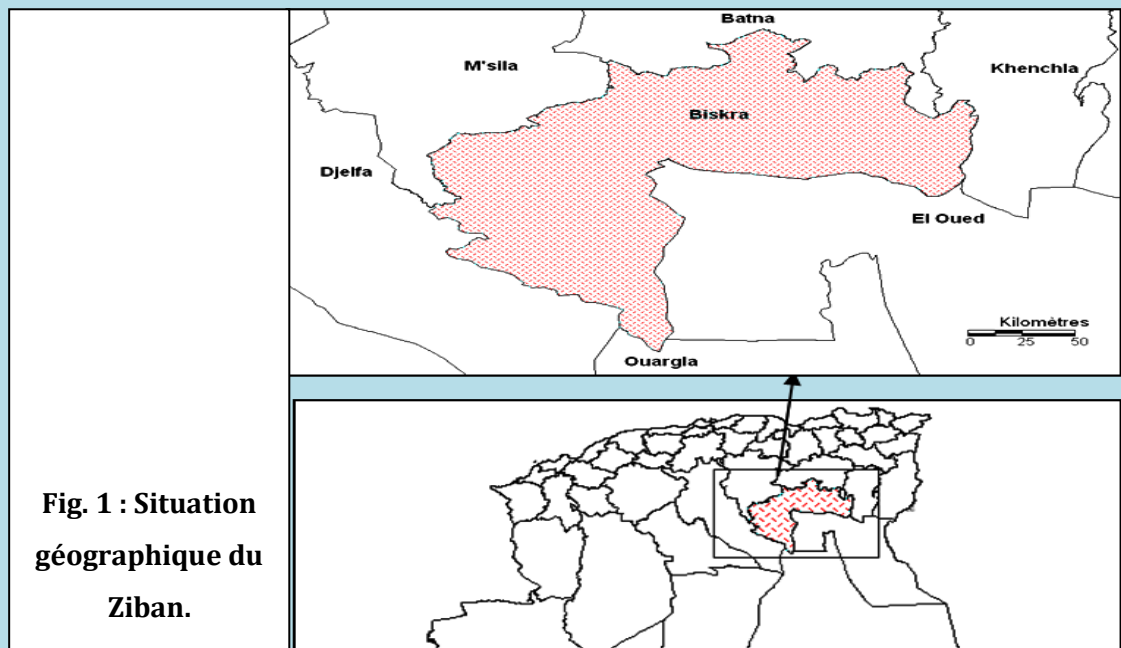 Batna
M'sila
Khenchla
Biskra
Djelfa
El Oued
Kilomètres
0 25 50
Ouargla
Fig. 1 : Situation
géographique du
Ziban.